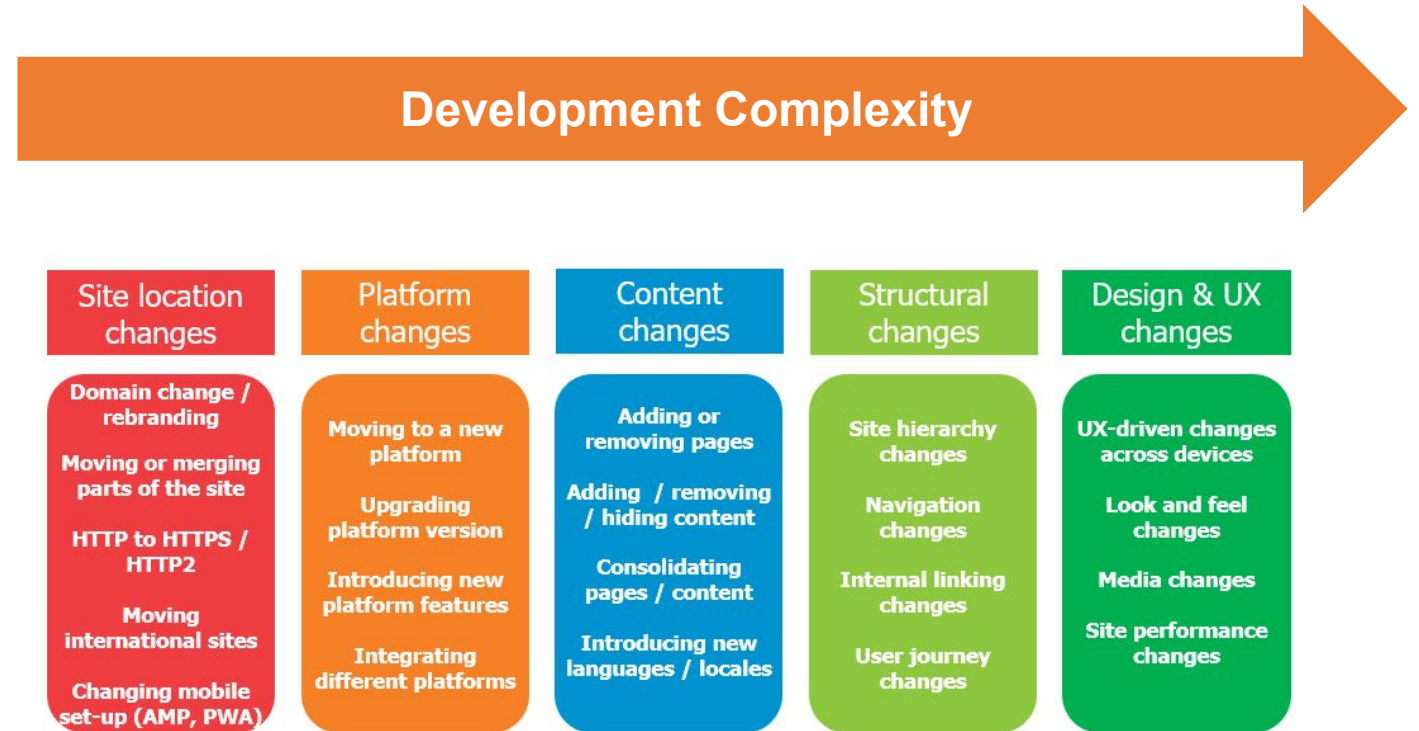 Development Complexity
Site location
changes
Platform
changes
Content
changes
Structural
changes
Design & UX
changes
Domain change /
rebranding
Moving or merging
parts of the site
HTTP to HTTPS /
HTTP2
Moving
international sites
Changing mobile
set-up (AMP, PWA)
Moving to a new
platform
Upgrading
platform version
Introducing new
platform features
Integrating
different platforms
Adding or
removing pages
Adding / removing
/ hiding content
Consolidating
pages / content
Introducing new
languages / locales
Site hierarchy
changes
Navigation
changes
Internal linking
changes
User journey
changes
UX-driven changes
across devices
Look and feel
changes
Media changes
Site performance
changes